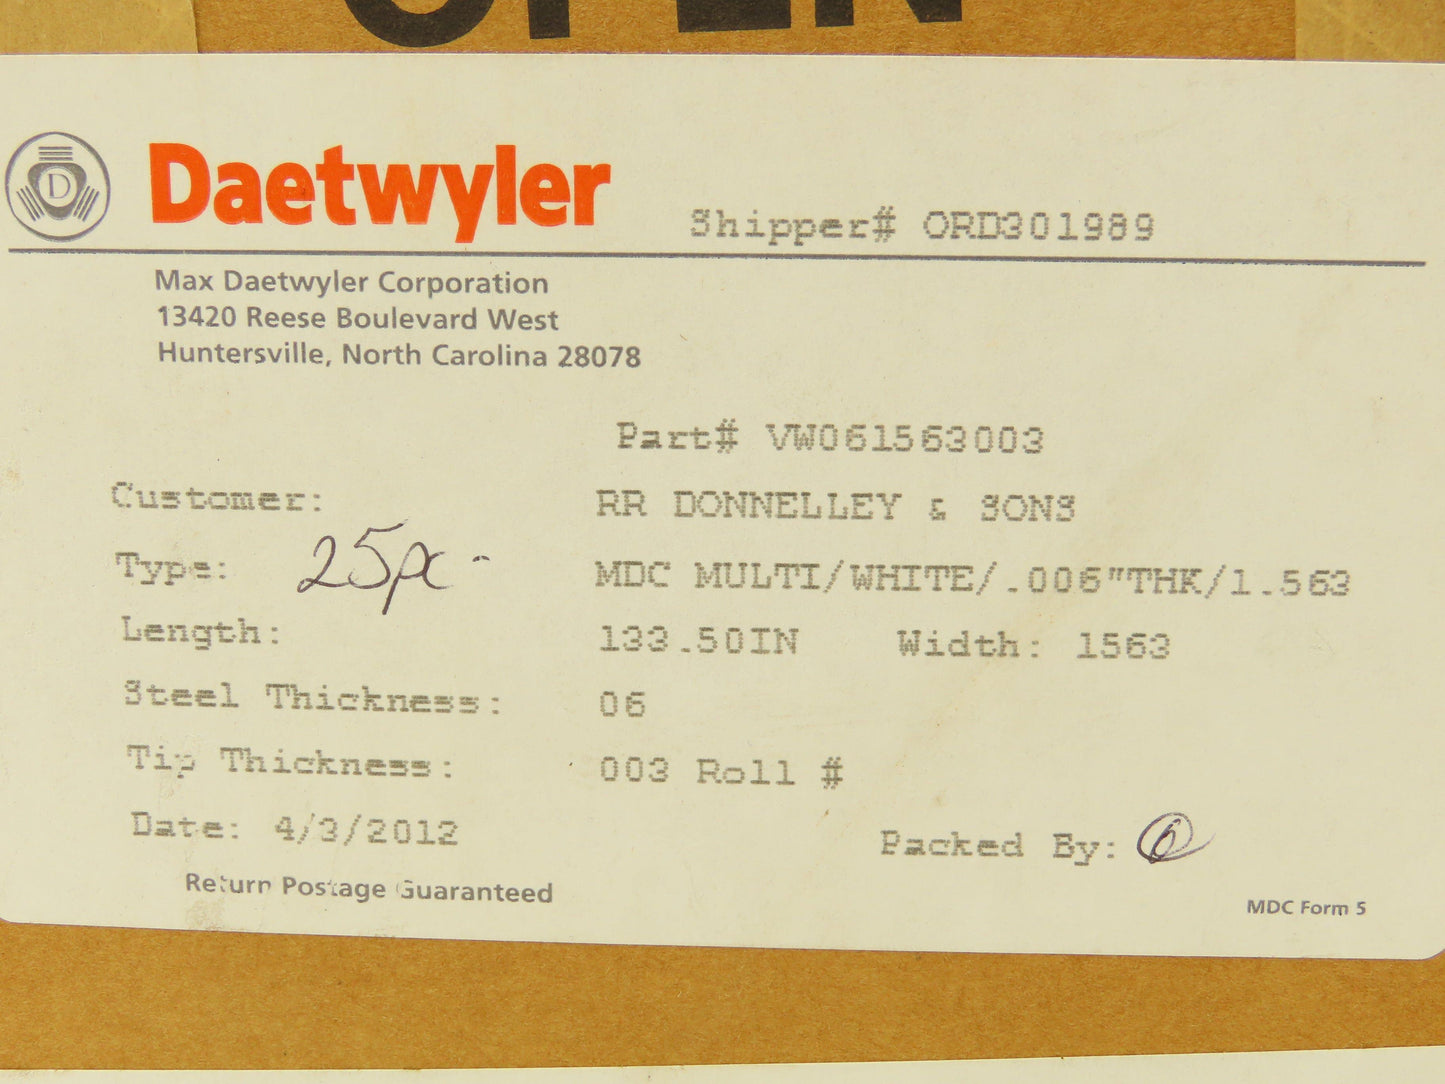 OPEN
D
Daetwyler
Shipper# ORD301989
Max Daetwyler Corporation
13420 Reese Boulevard West
Huntersville, North Carolina 28078
Part# VW061563003
Customer: RR DONNELLEY & SONS
Type: 25pc- MDC MULTI/WHITE/.006"THK/1.563
Length: 133.50IN Width: 1563
Steel Thickness: 06
Tip Thickness: 003 Roll #
Date: 4/3/2012
Packed By: 6
Return Postage Guaranteed
MDC Form 5